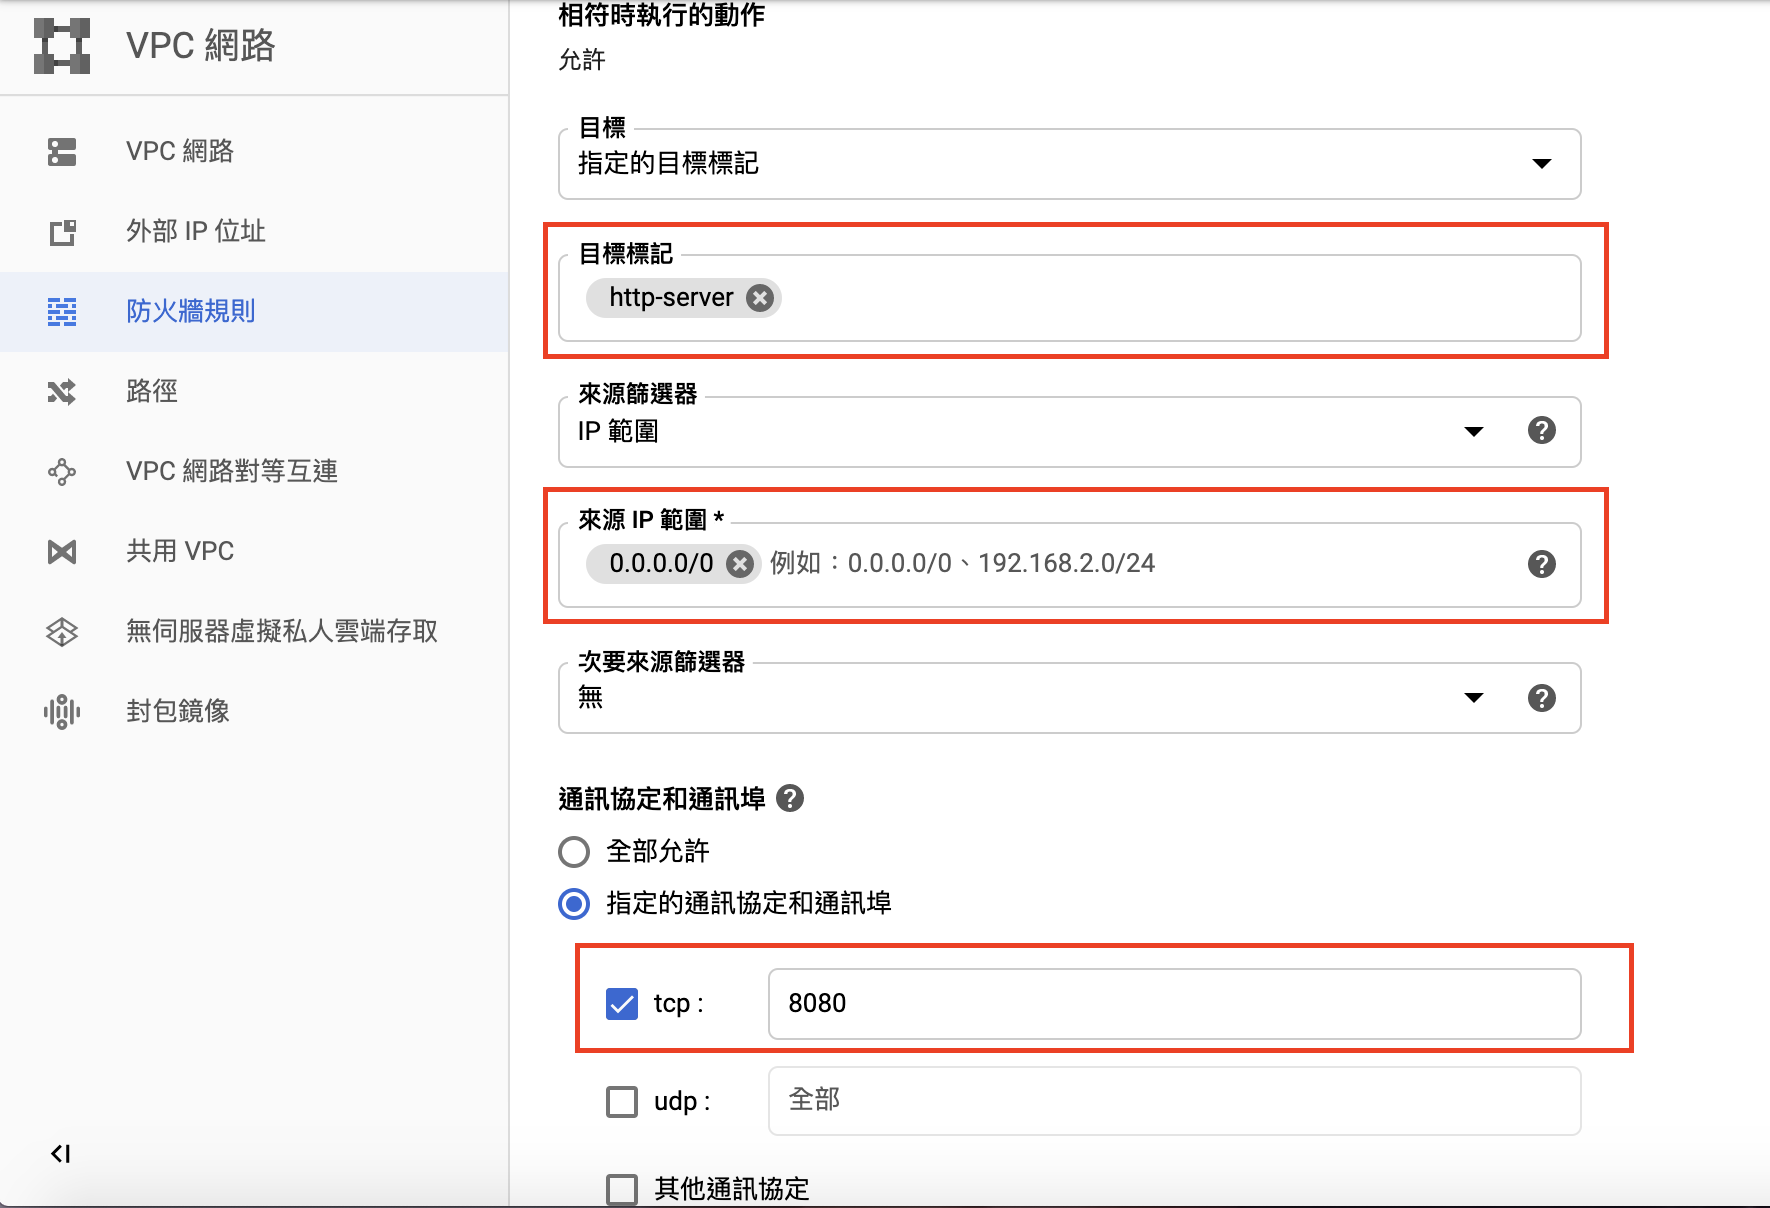 VPC 網路
VPC 網路
外部 IP 位址
防火牆規則
路徑
VPC 網路對等互連
共用 VPC
無伺服器虛擬私人雲端存取
封包鏡像
相符時執行的動作
允許
目標
指定的目標標記
目標標記
http-server
來源篩選器
IP 範圍
來源 IP 範圍 *
0.0.0.0/0 例如：0.0.0.0/0、192.168.2.0/24
次要來源篩選器
無
通訊協定和通訊埠
全部允許
指定的通訊協定和通訊埠
tcp : 8080
udp : 全部
其他通訊協定